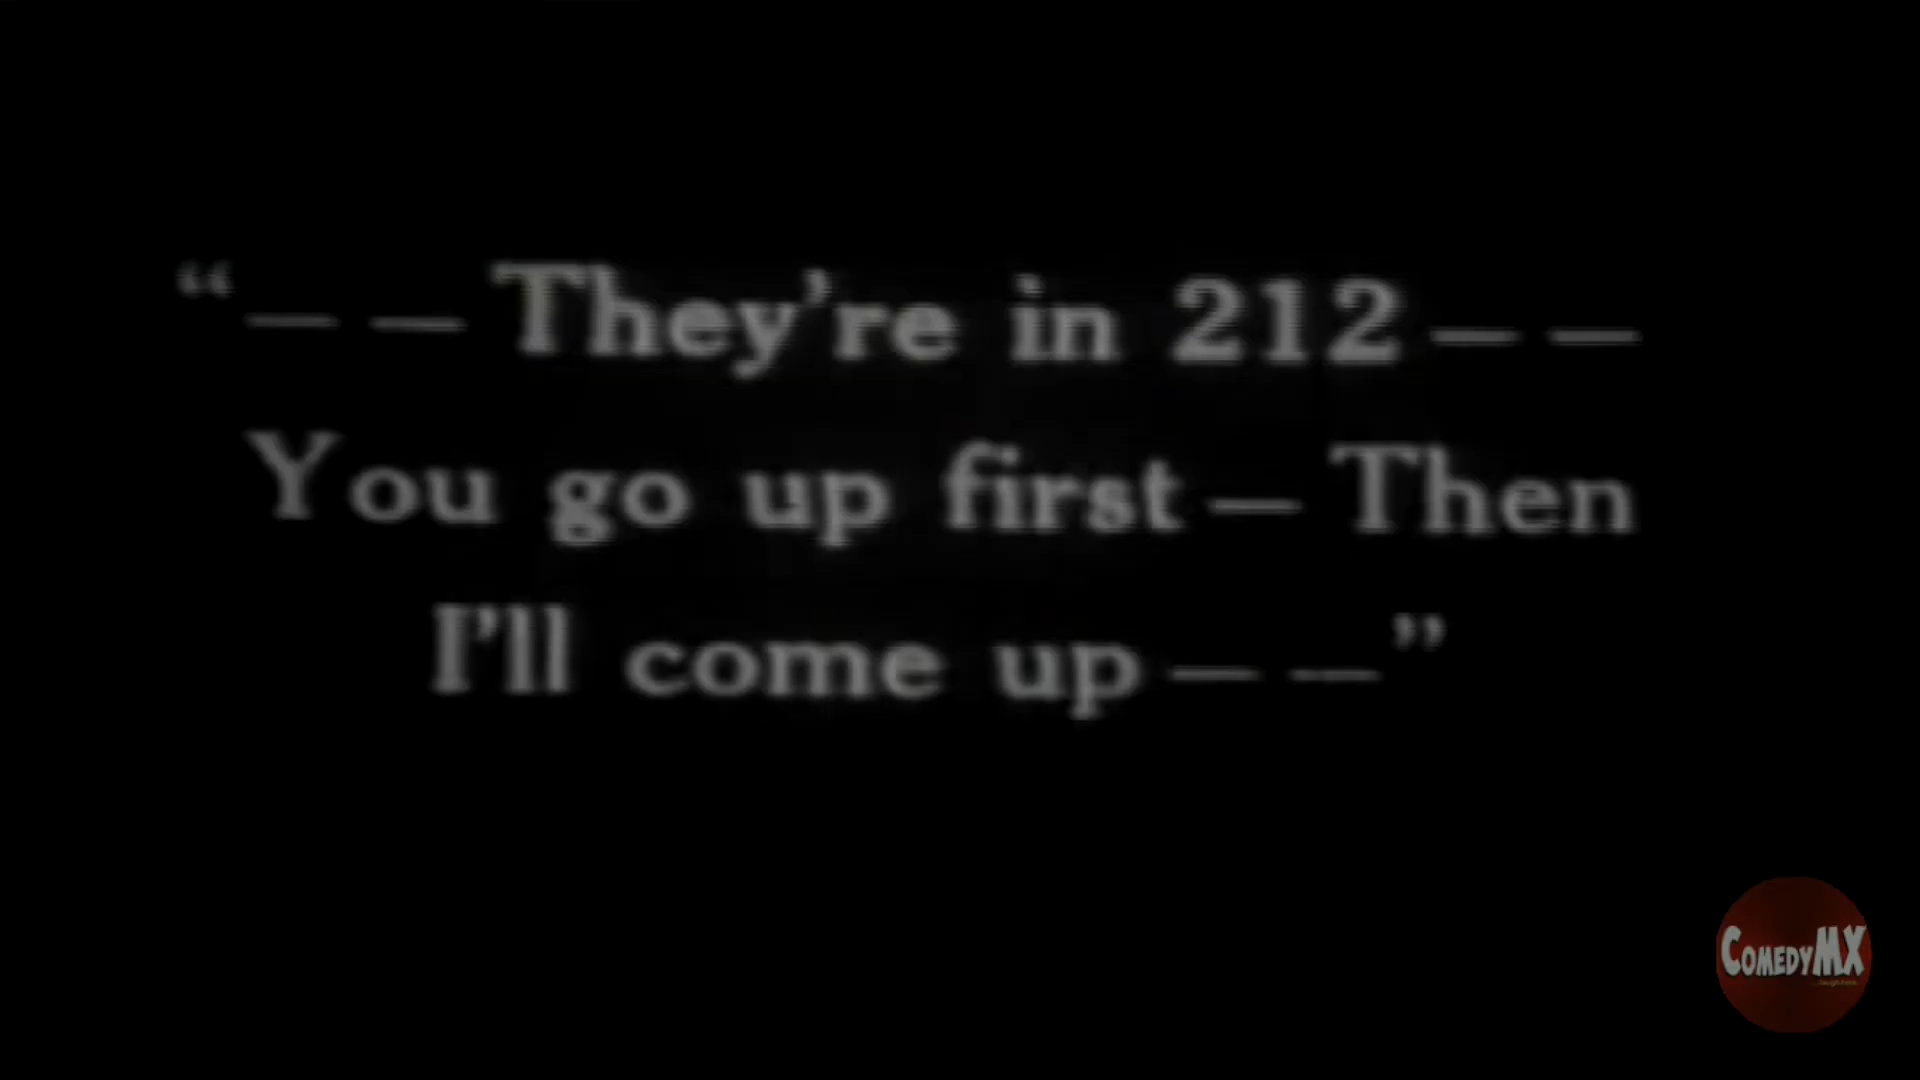 “— — They're in 212 — —
You go up first — Then
I'll come up — —”
COMEDYMX